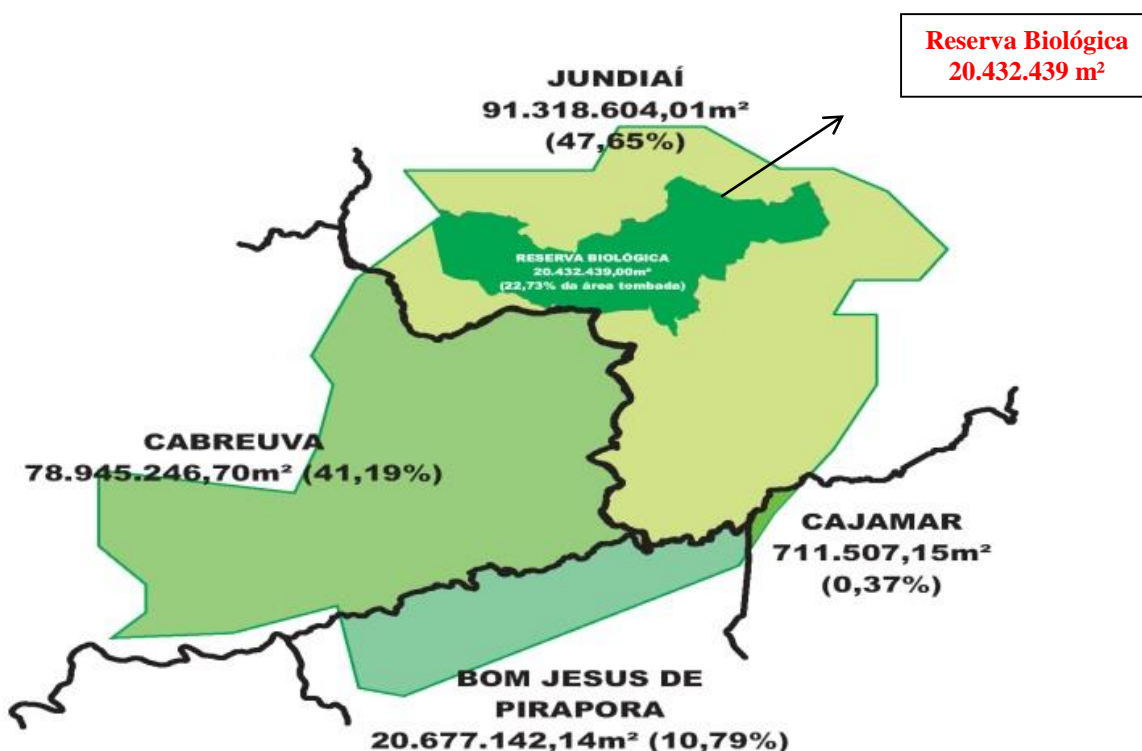 Reserva Biológica
20.432.439 m²
JUNDIAÍ
91.318.604,01m²
(47,65%)
RESERVA BIOLÓGICA
20.432.439,00m²
(22,73% da área tombada)
CABREUVA
78.945.246,70m² (41,19%)
CAJAMAR
711.507,15m²
(0,37%)
BOM JESUS DE
PIRAPORA
20.677.142,14m² (10,79%)